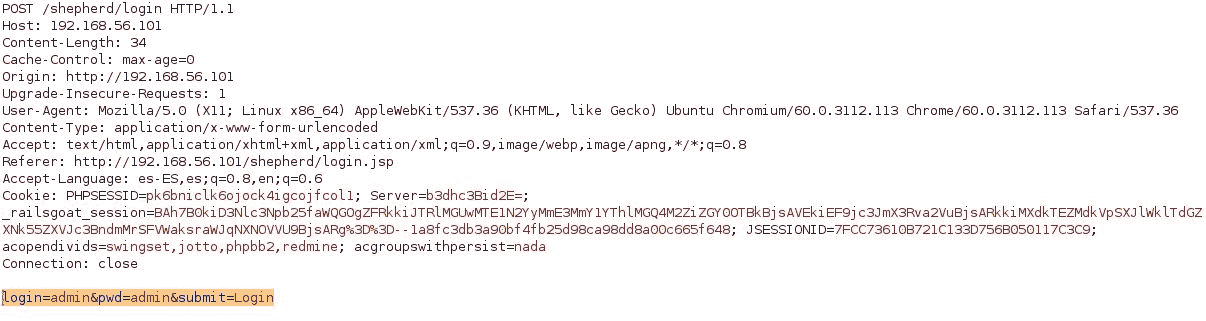 POST /shepherd/login HTTP/1.1
Host: 192.168.56.101
Content-Length: 34
Cache-Control: max-age=0
Origin: http://192.168.56.101
Upgrade-Insecure-Requests: 1
User-Agent: Mozilla/5.0 (X11; Linux x86_64) AppleWebKit/537.36 (KHTML, like Gecko) Ubuntu Chromium/60.0.3112.113 Chrome/60.0.3112.113 Safari/537.36
Content-Type: application/x-www-form-urlencoded
Accept: text/html,application/xhtml+xml,application/xml;q=0.9,image/webp,image/apng,*/*;q=0.8
Referer: http://192.168.56.101/shepherd/login.jsp
Accept-Language: es-ES,es;q=0.8,en;q=0.6
Cookie: PHPSESSID=pk6bniclk6ojock4igcojfcol1; Server=b3dhc3Bid2E=;
_railsgoat_session=BAh7B0kiD3Nlc3Npb25faWQGOgZFRkkiJTRlMGUwMTE1N2YyMmE3MmY1YThlMGQ4M2ZiZGY0OTBkBjsAVEkiEF9jc3JmX3Rva2VuBjsARkkiMXdkTEZMdkVpSXJlWklTdGZ
XNk55ZXVJc3BndmMrSFVWaksraWJqNXNOVVU9BjsARg%3D%3D--1a8fc3db3a90bf4fb25d98ca98dd8a00c665f648; JSESSIONID=7FCC73610B721C133D756B050117C3C9;
acopendivids=swingset,jotto,phpbb2,redmine; acgroupswithpersist=nada
Connection: close
login=admin&pwd=admin&submit=Login